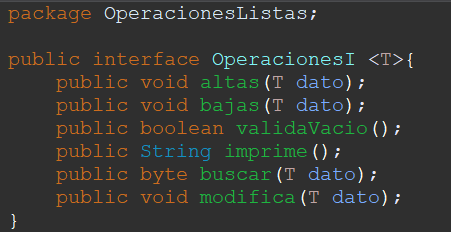 package OperacionesListas;
public interface OperacionesI <T>{
public void altas(T dato);
public void bajas(T dato);
public boolean validaVacio();
public String imprime();
public byte buscar(T dato);
public void modifica(T dato);
}